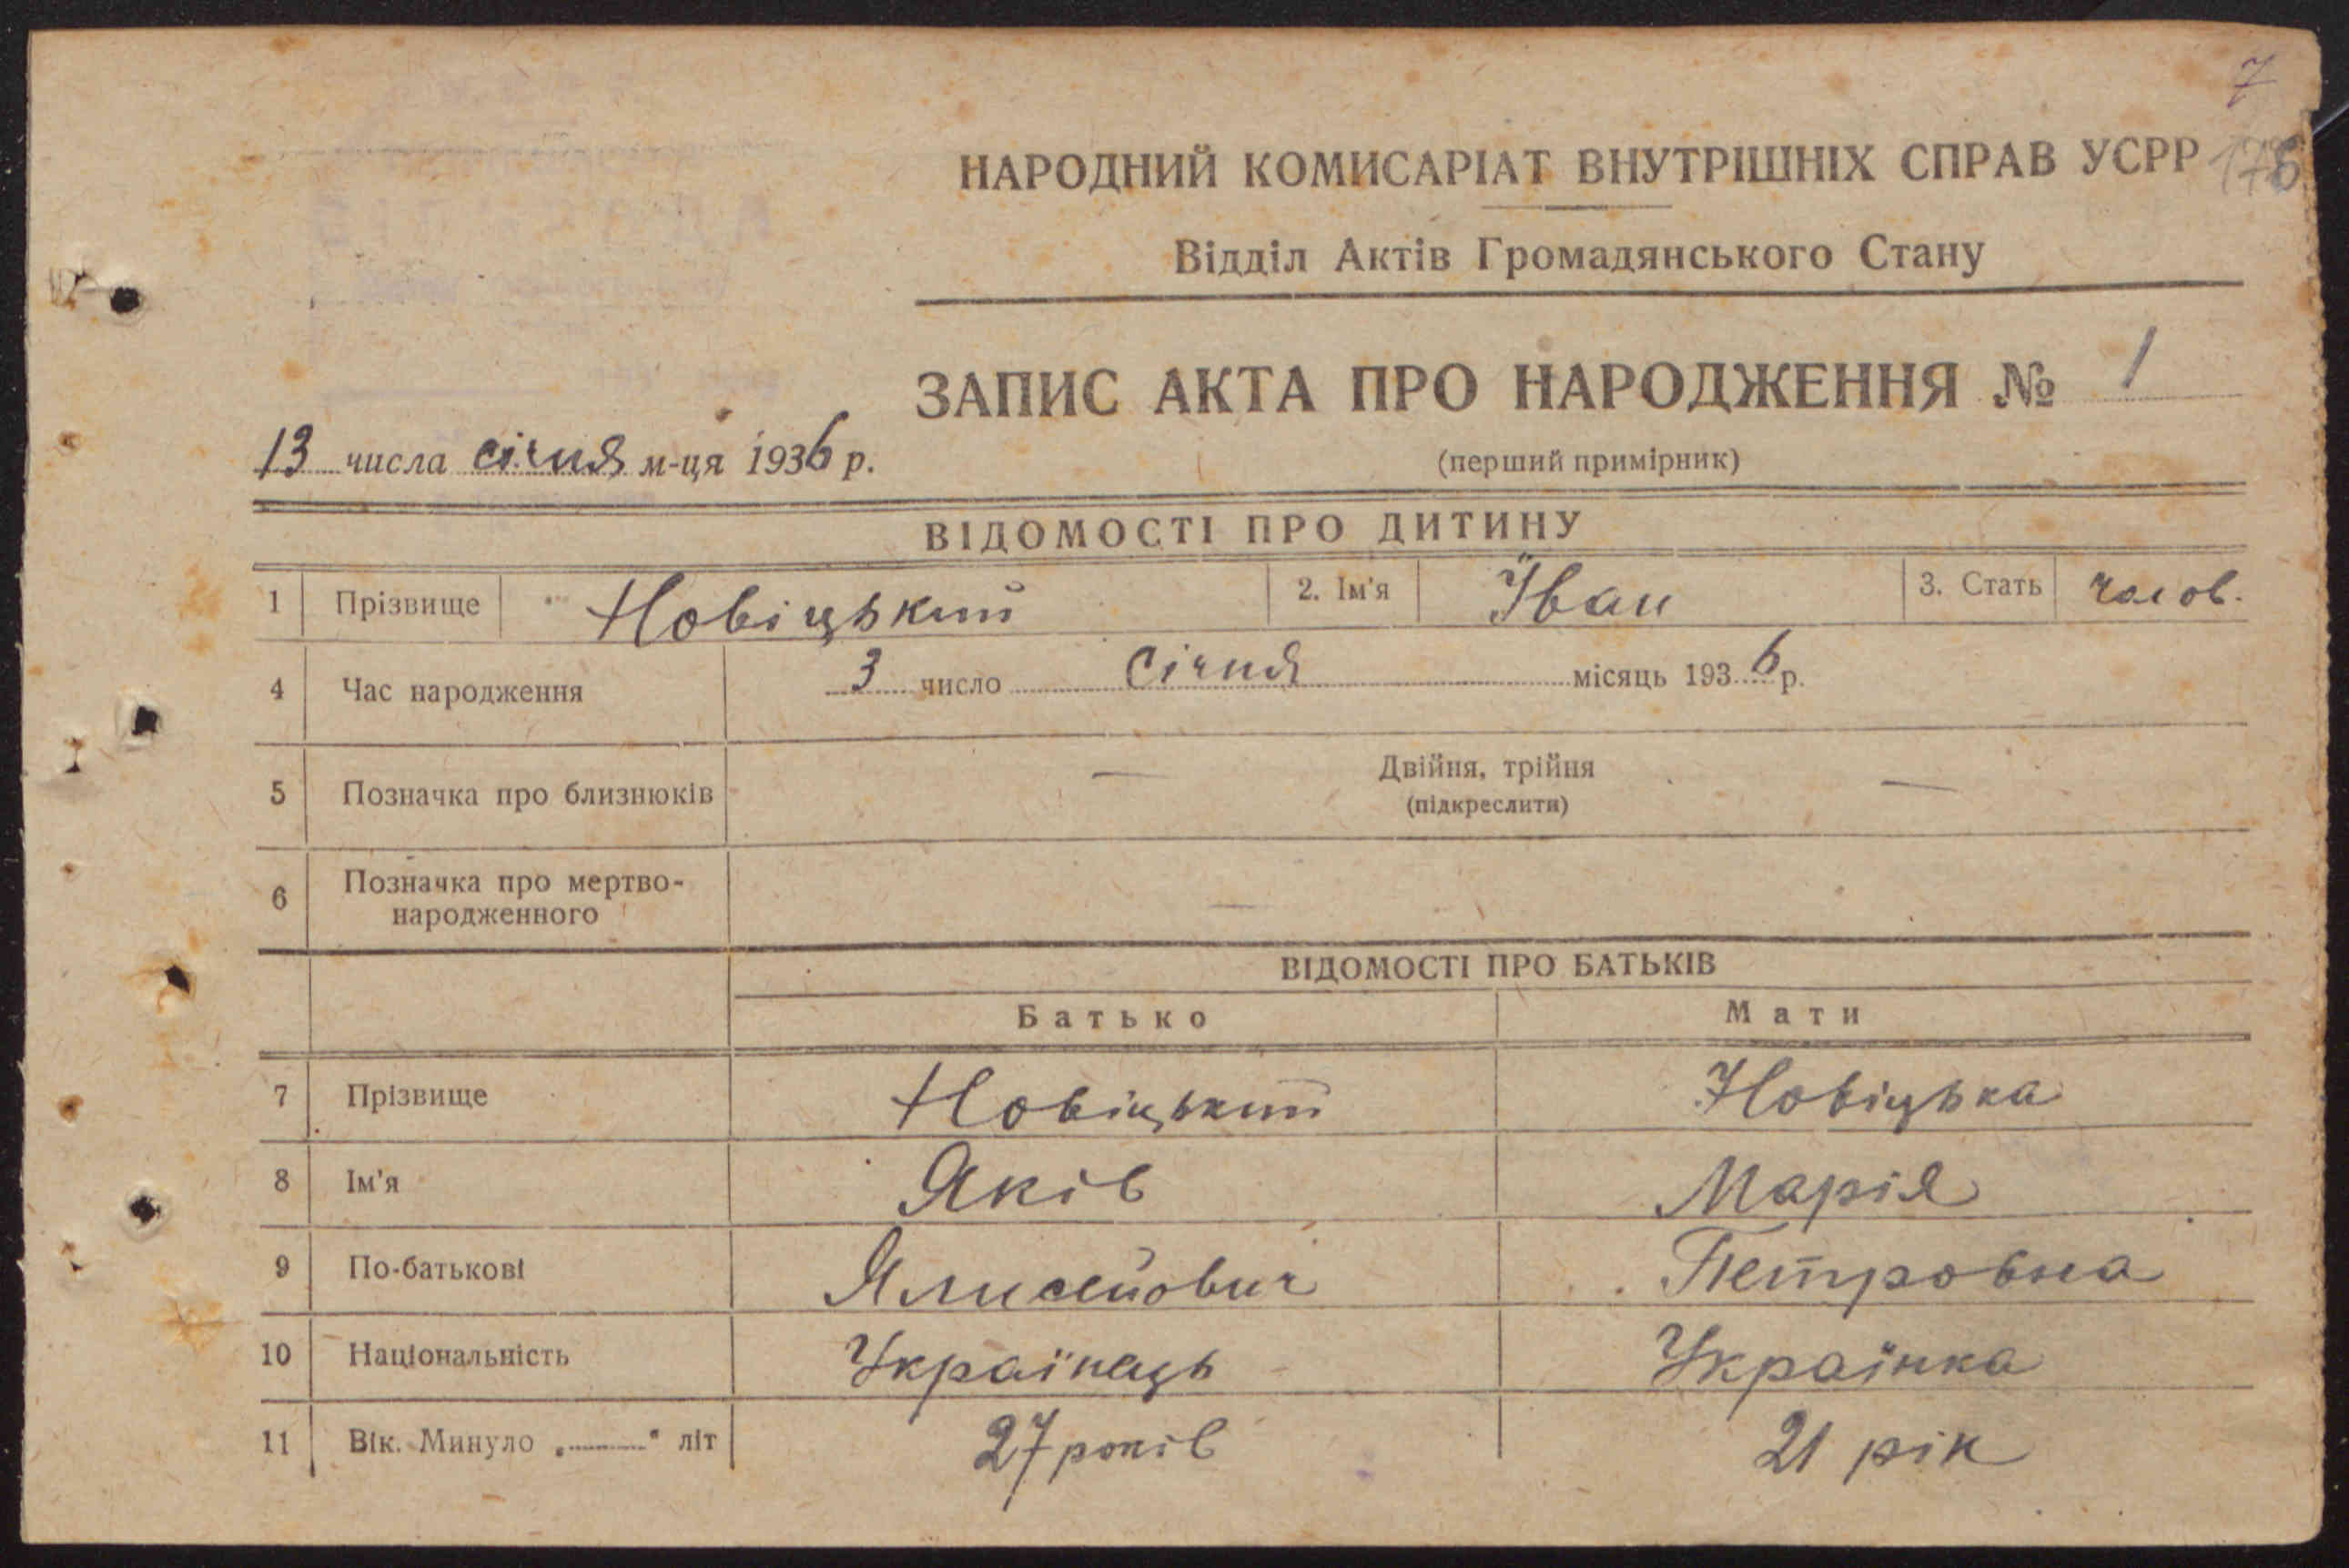 7
НАРОДНИЙ КОМИСАРІАТ ВНУТРІШНІХ СПРАВ УСРР
Відділ Актів Громадянського Стану
ЗАПИС АКТА ПРО НАРОДЖЕННЯ № 1
13 числа січня м-ця 1936 р.
(перший примірник)
ВІДОМОСТІ ПРО ДИТИНУ
1 Прізвище Новіцький 2. Ім'я Іван 3. Стать
4 Час народження 3 число Січня місяць 1936 р.
5 Позначка про близнюків — Двійня, трійня —
(підкреслити)
6 Позначка про мертво-
народженного —
ВІДОМОСТІ ПРО БАТЬКІВ
Батько Мати
7 Прізвище Новіцький Новіцька
8 Ім'я Яків Марія
9 По-батькові Ялисейович Петровна
10 Національність Українець Українка
11 Вік. Минуло „ " літ 27 років 21 рік